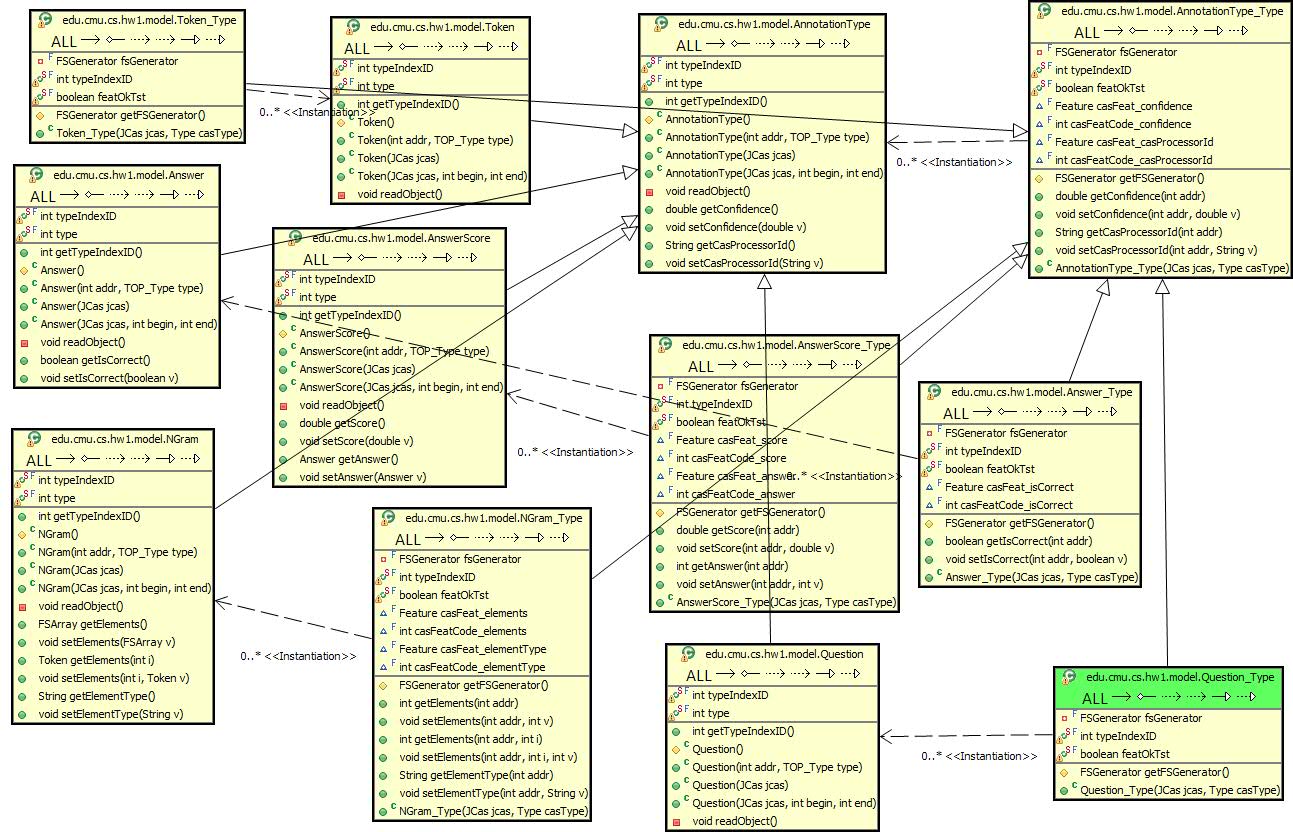 edu.cmu.cs.hw1.model.Token_Type
ALL
FSGenerator fsGenerator
int typeIndexID
boolean featOkTst
FSGenerator getFSGenerator()
Token_Type(JCas jcas, Type casType)
0..* <<Instantiation>>
edu.cmu.cs.hw1.model.Token
ALL
int typeIndexID
int type
int getTypeIndexID()
Token()
Token(int addr, TOP_Type type)
Token(JCas jcas)
Token(JCas jcas, int begin, int end)
void readObject()
edu.cmu.cs.hw1.model.AnnotationType
ALL
int typeIndexID
int type
int getTypeIndexID()
AnnotationType()
AnnotationType(int addr, TOP_Type type)
AnnotationType(JCas jcas)
AnnotationType(JCas jcas, int begin, int end)
void readObject()
double getConfidence()
void setConfidence(double v)
String getCasProcessorId()
void setCasProcessorId(String v)
0..* <<Instantiation>>
edu.cmu.cs.hw1.model.AnnotationType_Type
ALL
FSGenerator fsGenerator
int typeIndexID
boolean featOkTst
Feature casFeat_confidence
int casFeatCode_confidence
Feature casFeat_casProcessorId
int casFeatCode_casProcessorId
FSGenerator getFSGenerator()
double getConfidence(int addr)
void setConfidence(int addr, double v)
String getCasProcessorId(int addr)
void setCasProcessorId(int addr, String v)
AnnotationType_Type(JCas jcas, Type casType)
edu.cmu.cs.hw1.model.Answer
ALL
int typeIndexID
int type
int getTypeIndexID()
Answer()
Answer(int addr, TOP_Type type)
Answer(JCas jcas)
Answer(JCas jcas, int begin, int end)
void readObject()
boolean getIsCorrect()
void setIsCorrect(boolean v)
edu.cmu.cs.hw1.model.AnswerScore
ALL
int typeIndexID
int type
int getTypeIndexID()
AnswerScore()
AnswerScore(int addr, TOP_Type type)
AnswerScore(JCas jcas)
AnswerScore(JCas jcas, int begin, int end)
void readObject()
double getScore()
void setScore(double v)
Answer getAnswer()
void setAnswer(Answer v)
0..* <<Instantiation>>
edu.cmu.cs.hw1.model.AnswerScore_Type
ALL
FSGenerator fsGenerator
int typeIndexID
boolean featOkTst
Feature casFeat_score
int casFeatCode_score
Feature casFeat_answer
int casFeatCode_answer
FSGenerator getFSGenerator()
double getScore(int addr)
void setScore(int addr, double v)
int getAnswer(int addr)
void setAnswer(int addr, int v)
AnswerScore_Type(JCas jcas, Type casType)
0..* <<Instantiation>>
edu.cmu.cs.hw1.model.Answer_Type
ALL
FSGenerator fsGenerator
int typeIndexID
boolean featOkTst
Feature casFeat_isCorrect
int casFeatCode_isCorrect
FSGenerator getFSGenerator()
boolean getIsCorrect(int addr)
void setIsCorrect(int addr, boolean v)
Answer_Type(JCas jcas, Type casType)
edu.cmu.cs.hw1.model.NGram
ALL
int typeIndexID
int type
int getTypeIndexID()
NGram()
NGram(int addr, TOP_Type type)
NGram(JCas jcas)
NGram(JCas jcas, int begin, int end)
void readObject()
FSArray getElements()
void setElements(FSArray v)
Token getElements(int i)
void setElements(int i, Token v)
String getElementType()
void setElementType(String v)
0..* <<Instantiation>>
edu.cmu.cs.hw1.model.NGram_Type
ALL
FSGenerator fsGenerator
int typeIndexID
boolean featOkTst
Feature casFeat_elements
int casFeatCode_elements
Feature casFeat_elementType
int casFeatCode_elementType
FSGenerator getFSGenerator()
int getElements(int addr)
void setElements(int addr, int v)
int getElements(int addr, int i)
void setElements(int addr, int i, int v)
String getElementType(int addr)
void setElementType(int addr, String v)
NGram_Type(JCas jcas, Type casType)
edu.cmu.cs.hw1.model.Question
ALL
int typeIndexID
int type
int getTypeIndexID()
Question()
Question(int addr, TOP_Type type)
Question(JCas jcas)
Question(JCas jcas, int begin, int end)
void readObject()
0..* <<Instantiation>>
edu.cmu.cs.hw1.model.Question_Type
ALL
FSGenerator fsGenerator
int typeIndexID
boolean featOkTst
FSGenerator getFSGenerator()
Question_Type(JCas jcas, Type casType)